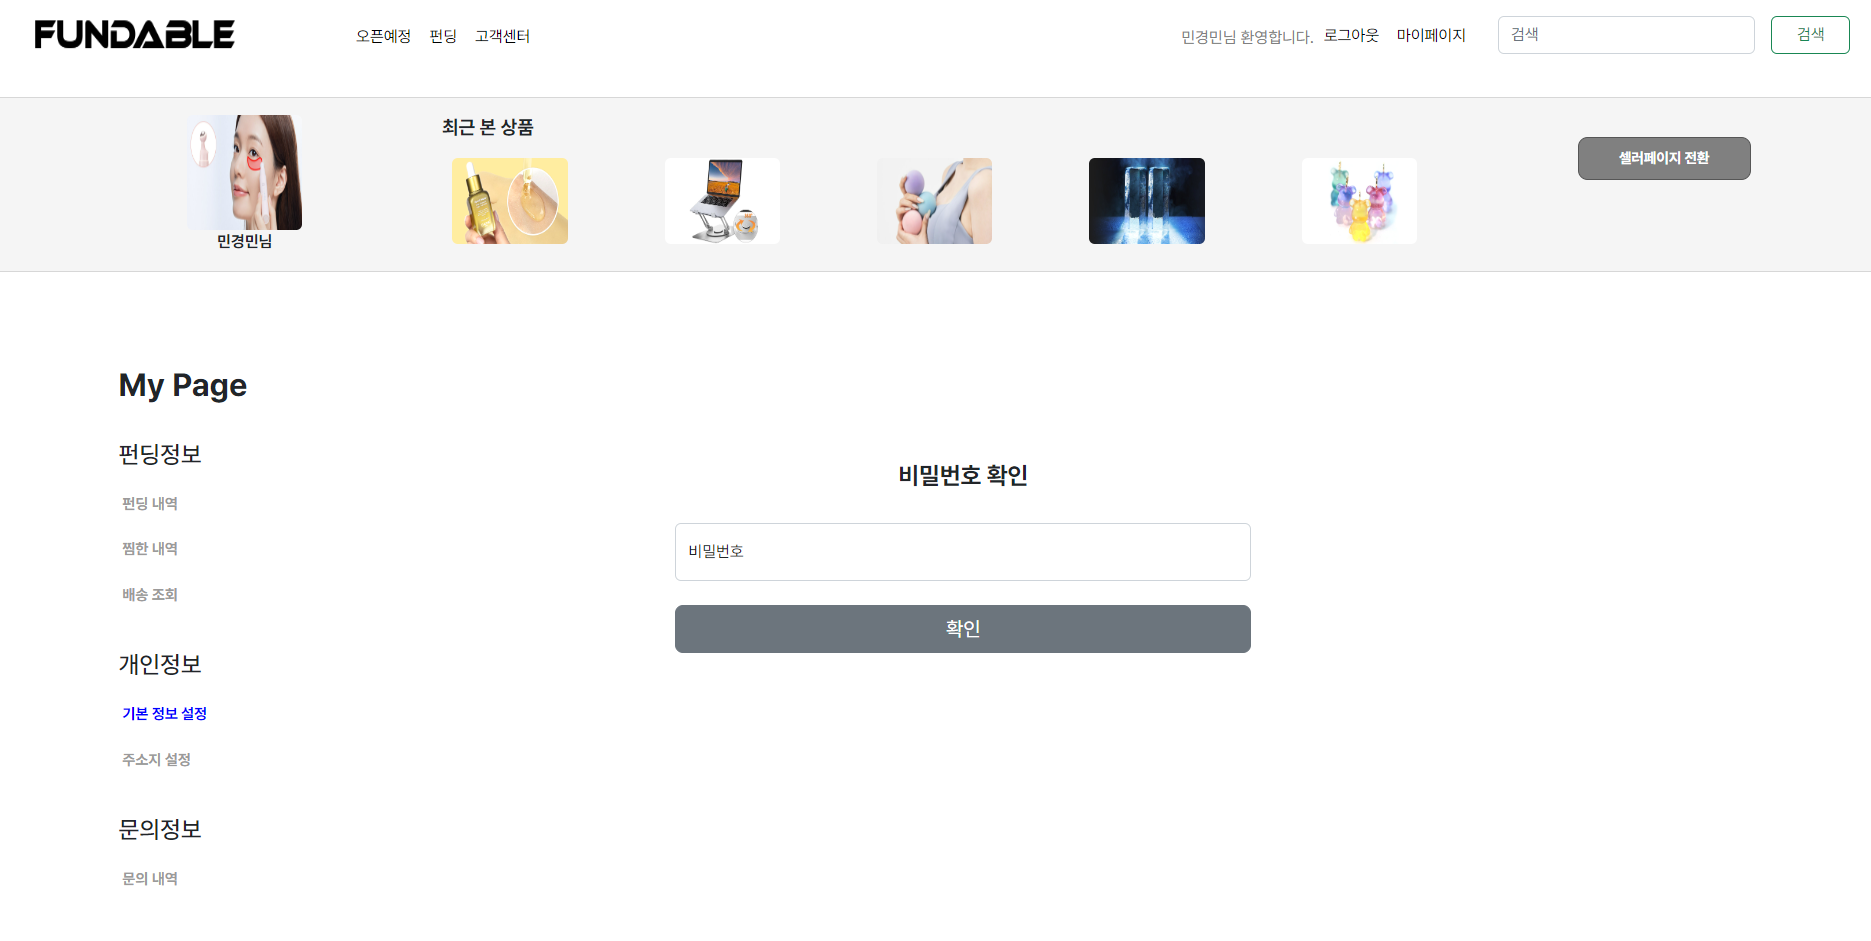 FUNDABLE
오픈예정 펀딩 고객센터
민경민님 환영합니다. 로그아웃 마이페이지 검색 검색
최근 본 상품
셀러페이지 전환
민경민님
My Page
펀딩정보
펀딩 내역
찜한 내역
배송 조회
개인정보
기본 정보 설정
주소지 설정
문의정보
문의 내역
비밀번호 확인
비밀번호
확인